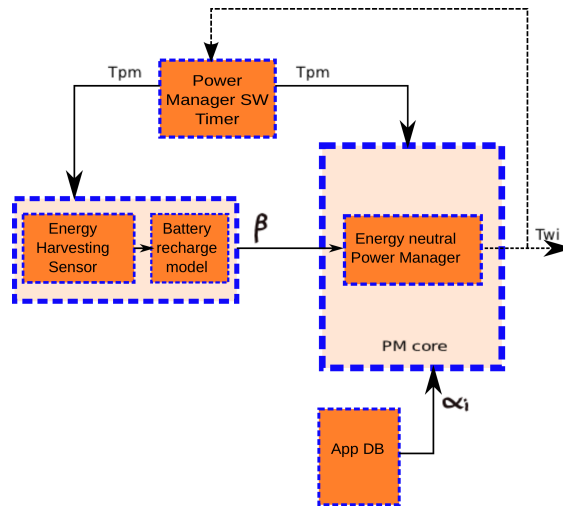 Tpm
Power
Manager SW
Timer
Tpm
Energy
Harvesting
Sensor
Battery
recharge
model
β
Energy neutral
Power Manager
Twi
PM core
αi
App DB